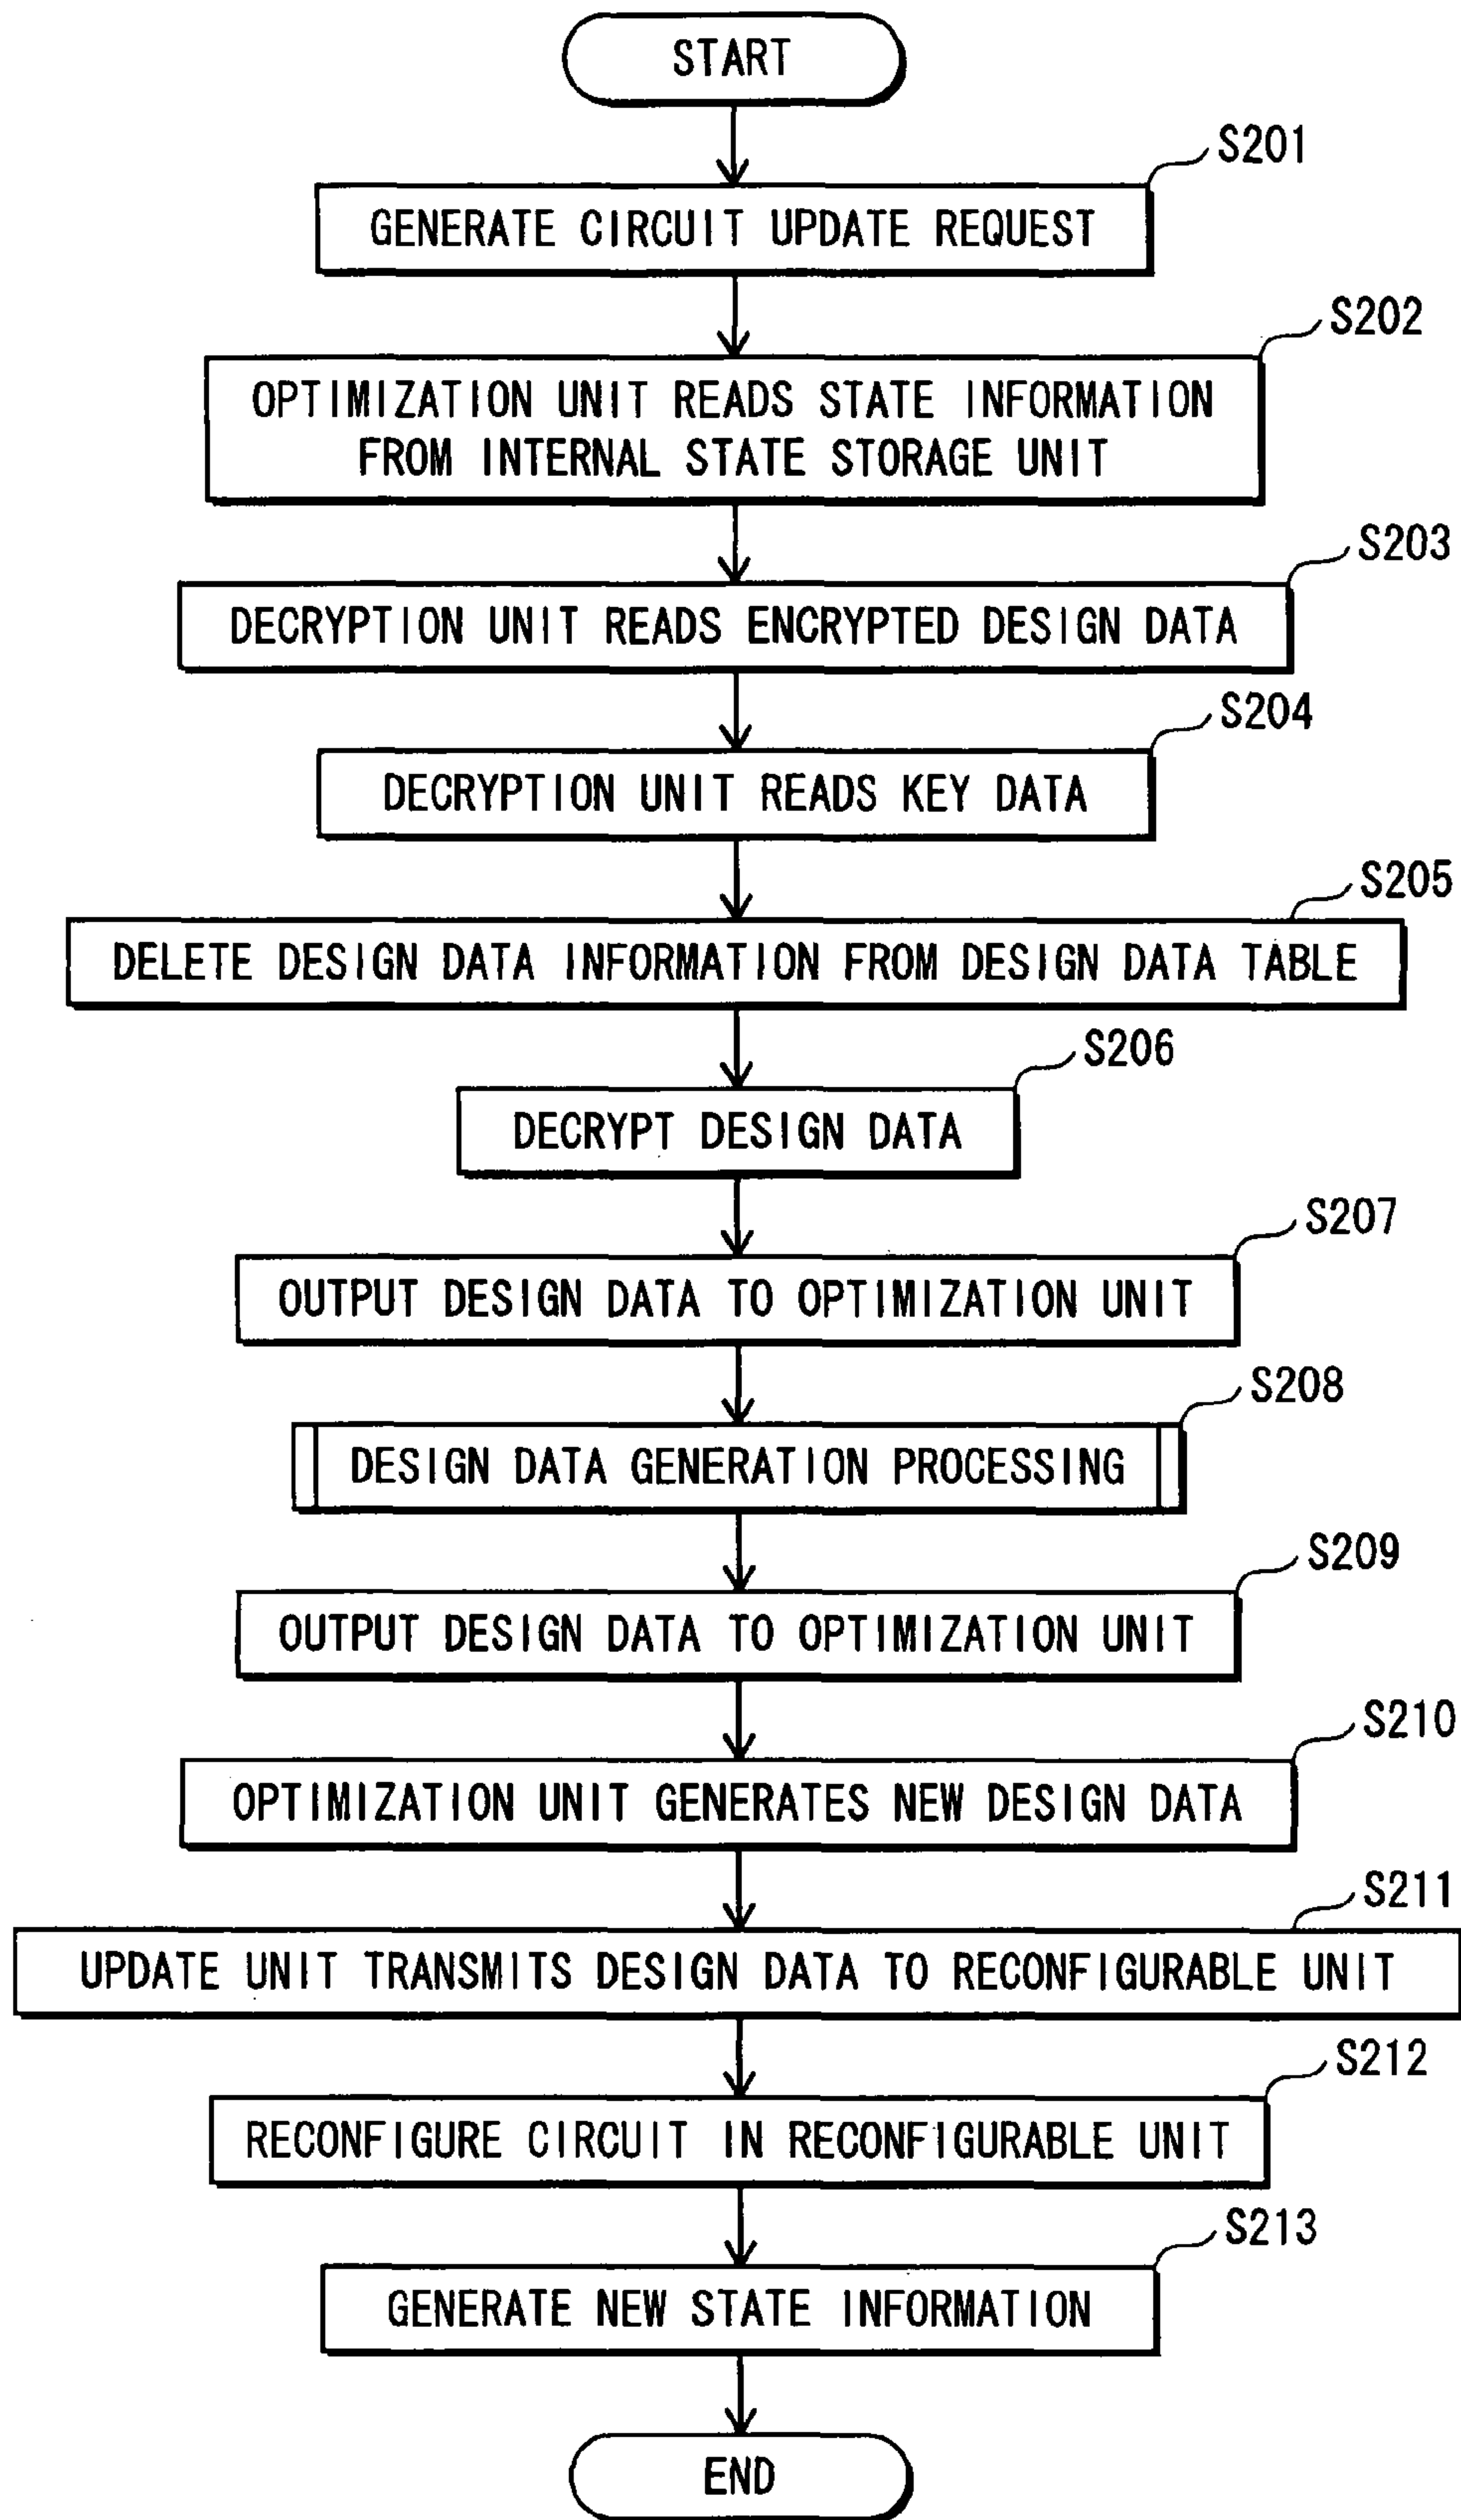 START
S201
GENERATE CIRCUIT UPDATE REQUEST
S202
OPTIMIZATION UNIT READS STATE INFORMATION
FROM INTERNAL STATE STORAGE UNIT
S203
DECRYPTION UNIT READS ENCRYPTED DESIGN DATA
S204
DECRYPTION UNIT READS KEY DATA
S205
DELETE DESIGN DATA INFORMATION FROM DESIGN DATA TABLE
S206
DECRYPT DESIGN DATA
S207
OUTPUT DESIGN DATA TO OPTIMIZATION UNIT
S208
DESIGN DATA GENERATION PROCESSING
S209
OUTPUT DESIGN DATA TO OPTIMIZATION UNIT
S210
OPTIMIZATION UNIT GENERATES NEW DESIGN DATA
S211
UPDATE UNIT TRANSMITS DESIGN DATA TO RECONFIGURABLE UNIT
S212
RECONFIGURE CIRCUIT IN RECONFIGURABLE UNIT
S213
GENERATE NEW STATE INFORMATION
END